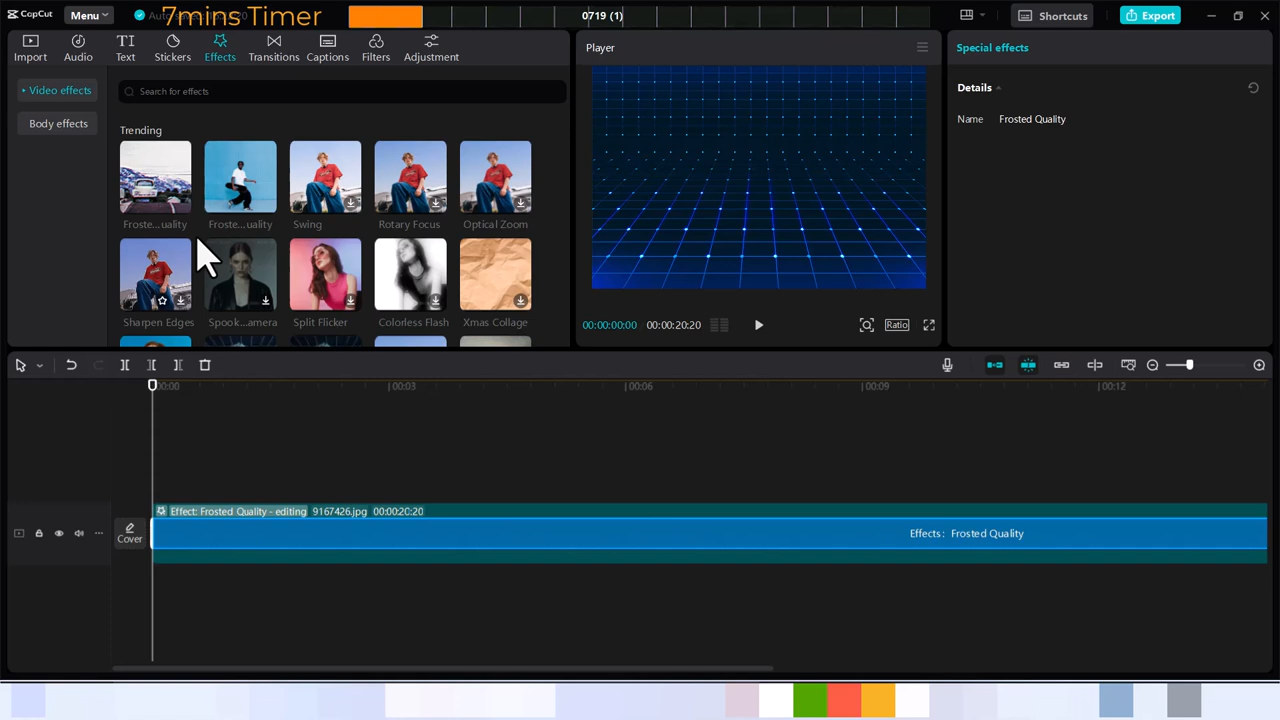 CapCut
Menu
7mins Timer
0719 (1)
Shortcuts
Export
Import
Audio
Text
Stickers
Effects
Transitions
Captions
Filters
Adjustment
Video effects
Body effects
Search for effects
Trending
Froste...uality
Froste...uality
Swing
Rotary Focus
Optical Zoom
Sharpen Edges
Spook...amera
Split Flicker
Colorless Flash
Xmas Collage
Player
00:00:00:00
00:00:20:20
Ratio
Special effects
Details
Name Frosted Quality
00:00
00:03
00:06
00:09
00:12
Cover
Effect: Frosted Quality - editing 9167426.jpg 00:00:20:20
Effects: Frosted Quality